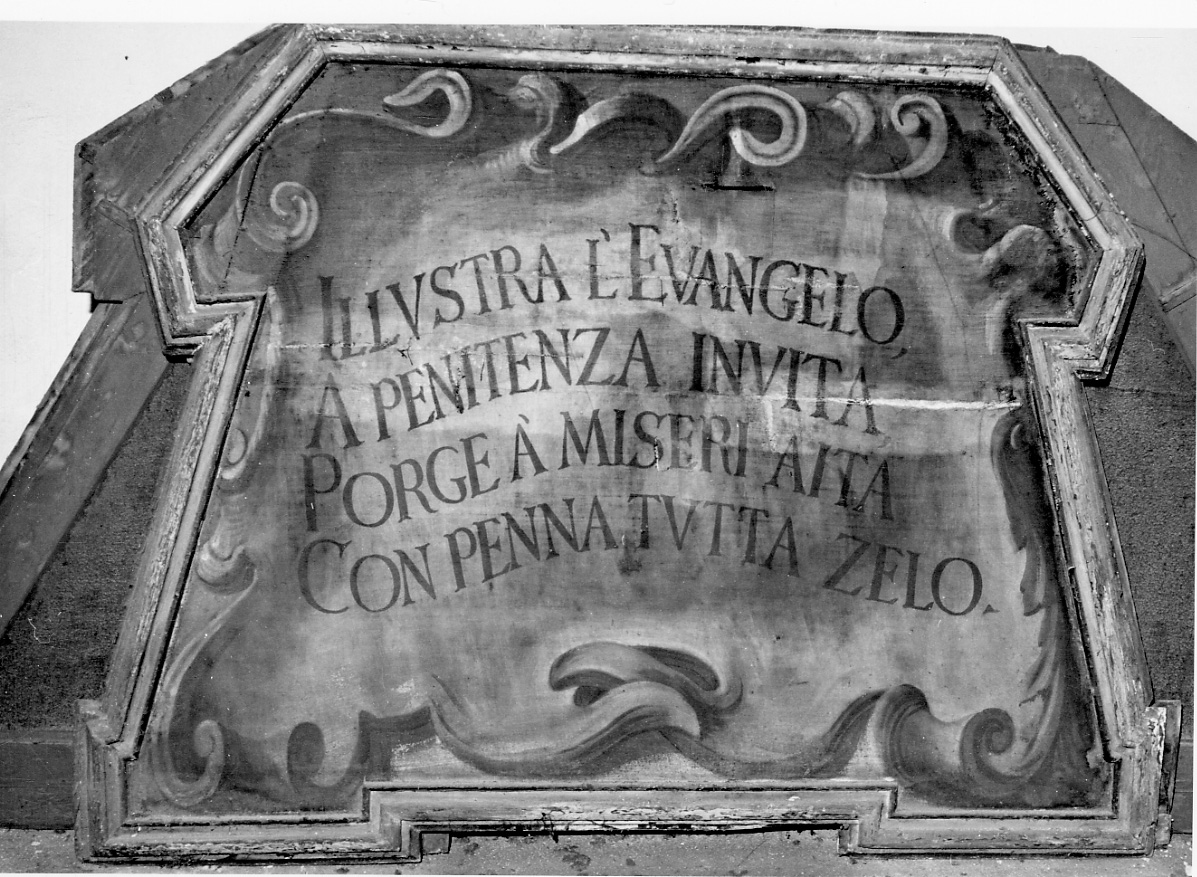 ILLVSTRA L'EVANGELO,
A PENITENZA INVITA
PORGE À MISERI AITA
CON PENNA TVTTA ZELO.